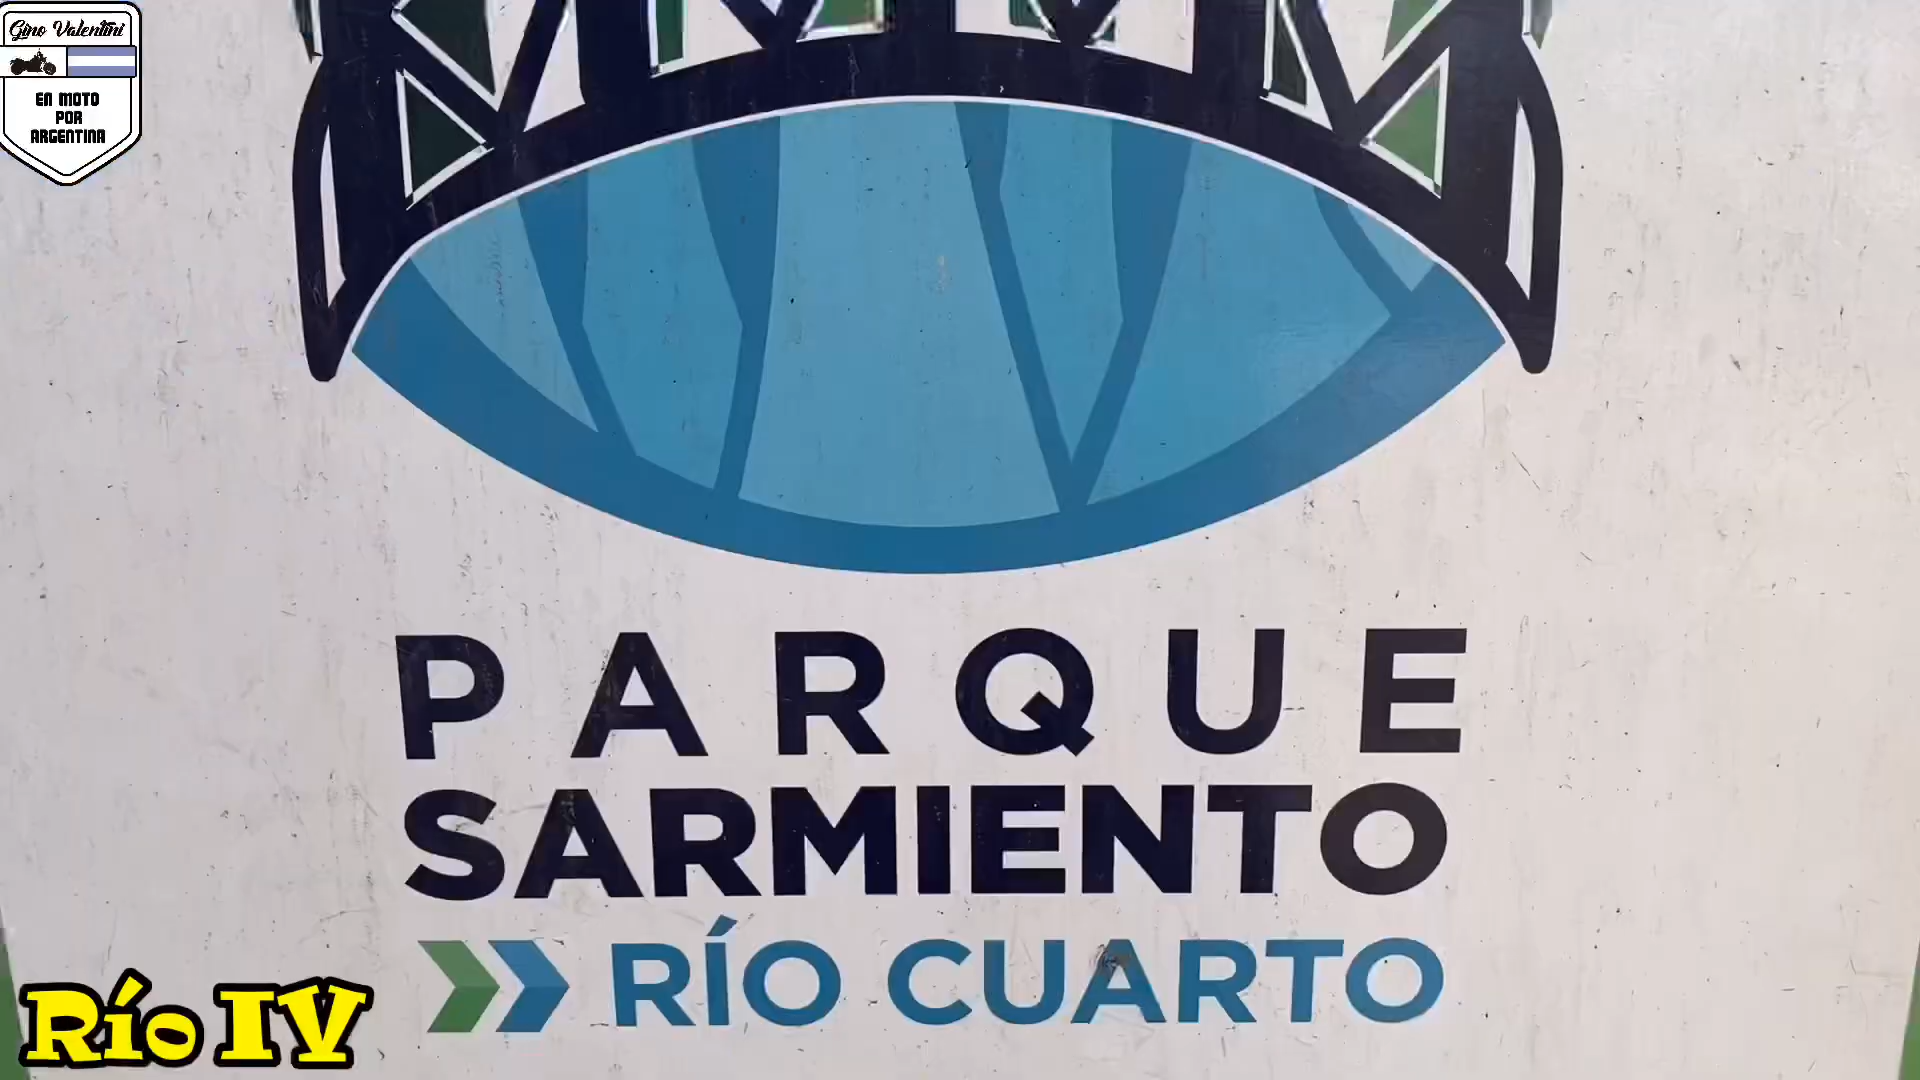 Gino Valentini
EN MOTO
POR
ARGENTINA
PARQUE
SARMIENTO
RÍO CUARTO
Río IV